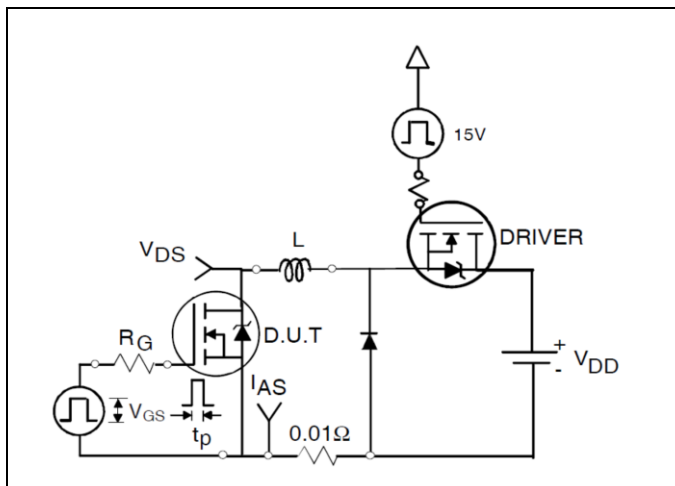 15V
DRIVER
VDS
L
RG
D.U.T
+
VDD
-
IAS
VGS
tp
0.01Ω